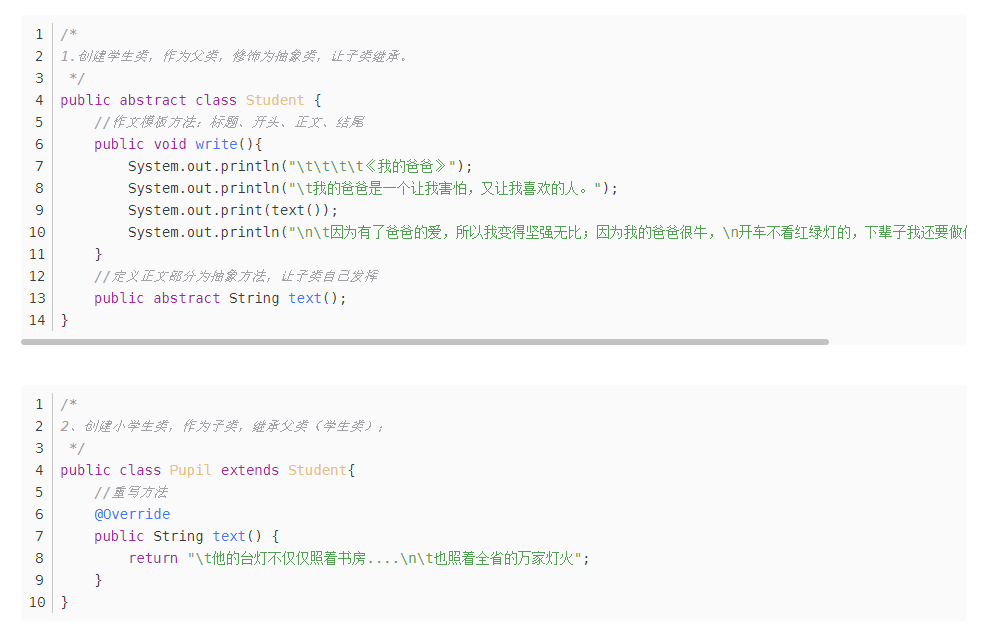 1 /*
2 1.创建学生类，作为父类，修饰为抽象类，让子类继承。
3  */
4 public abstract class Student {
5     //作文模板方法：标题、开头、正文、结尾
6     public void write(){
7         System.out.println("\t\t\t\t《我的爸爸》");
8         System.out.println("\t我的爸爸是一个让我害怕，又让我喜欢的人。");
9         System.out.print(text());
10         System.out.println("\n\t因为有了爸爸的爱，所以我变得坚强无比；因为我的爸爸很牛，\n开车不看红绿灯的，下辈子我还要做
11     }
12     //定义正文部分为抽象方法，让子类自己发挥
13     public abstract String text();
14 }
1 /*
2 2、创建小学生类，作为子类，继承父类（学生类）；
3  */
4 public class Pupil extends Student{
5     //重写方法
6     @Override
7     public String text() {
8         return "\t他的台灯不仅仅照着书房....\n\t也照着全省的万家灯火";
9     }
10 }